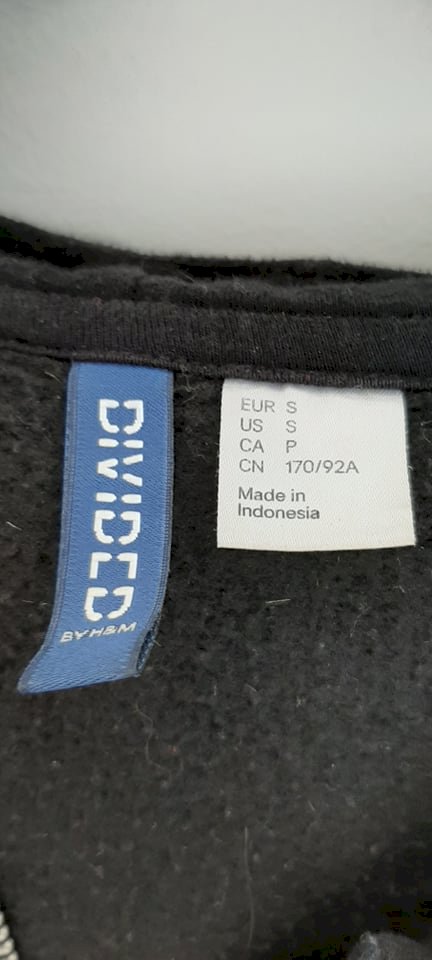 DIVIDED
BY H&M
EUR S
US S
CA P
CN 170/92A
Made in
Indonesia